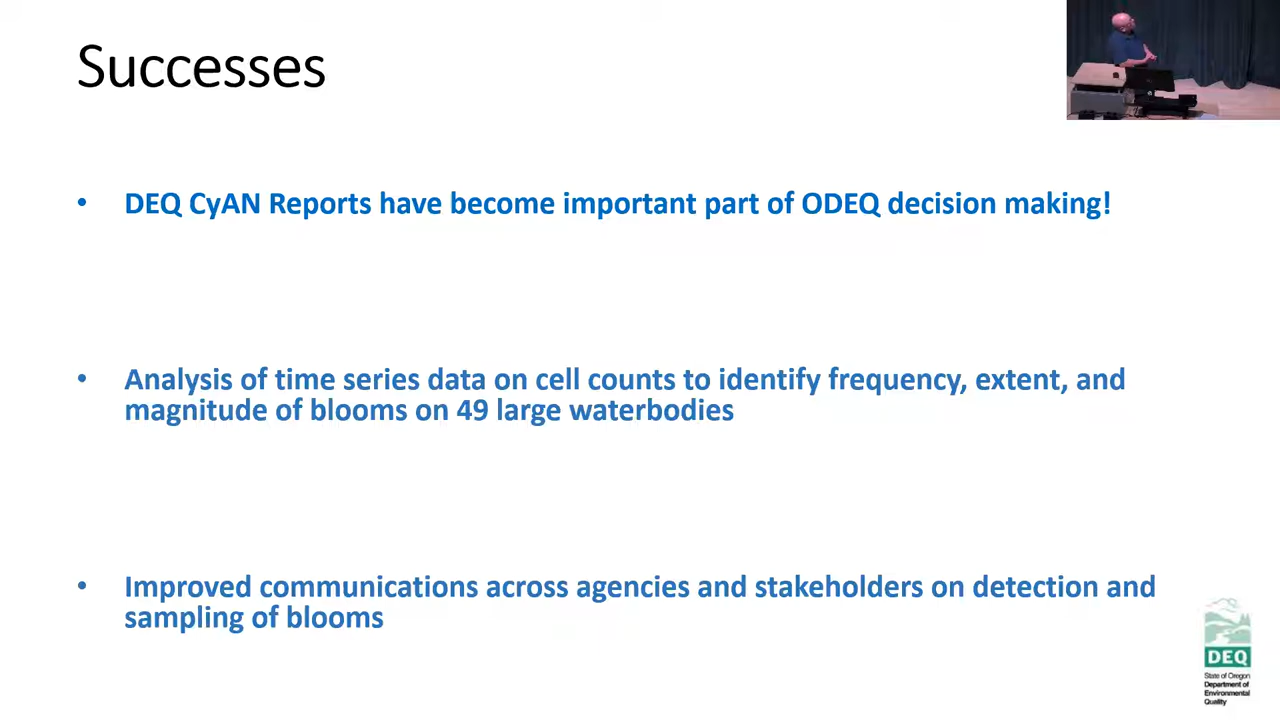 Successes
• DEQ CyAN Reports have become important part of ODEQ decision making!
• Analysis of time series data on cell counts to identify frequency, extent, and
magnitude of blooms on 49 large waterbodies
• Improved communications across agencies and stakeholders on detection and
sampling of blooms
DEQ
State of Oregon
Department of
Environmental
Quality